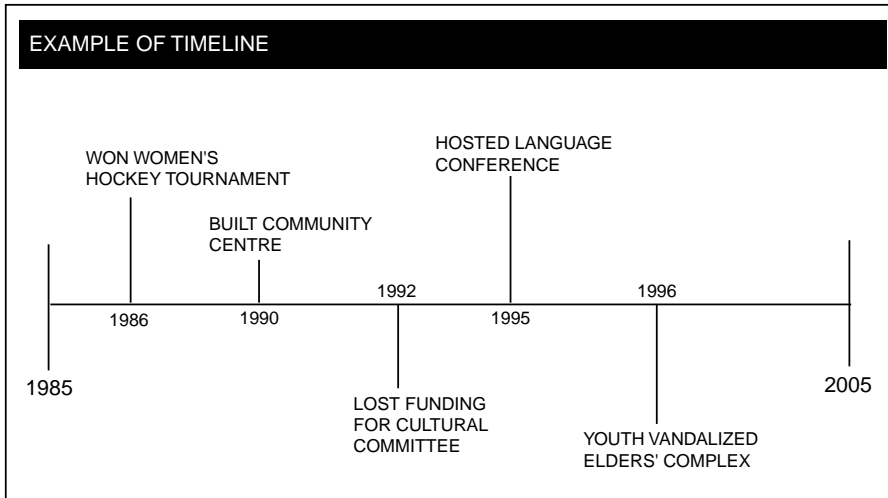 EXAMPLE OF TIMELINE
WON WOMEN'S
HOCKEY TOURNAMENT
BUILT COMMUNITY
CENTRE
HOSTED LANGUAGE
CONFERENCE
1992
1996
1986
1990
1995
1985
2005
LOST FUNDING
FOR CULTURAL
COMMITTEE
YOUTH VANDALIZED
ELDERS' COMPLEX